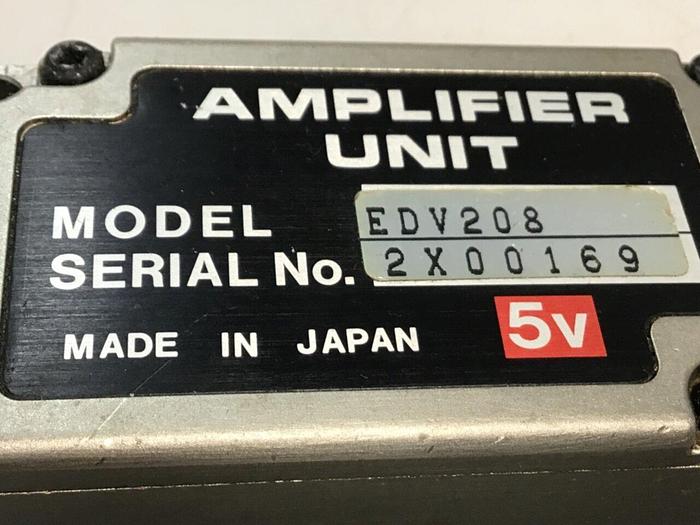 AMPLIFIER
UNIT
MODEL EDV208
SERIAL No. 2X00169
MADE IN JAPAN 5V